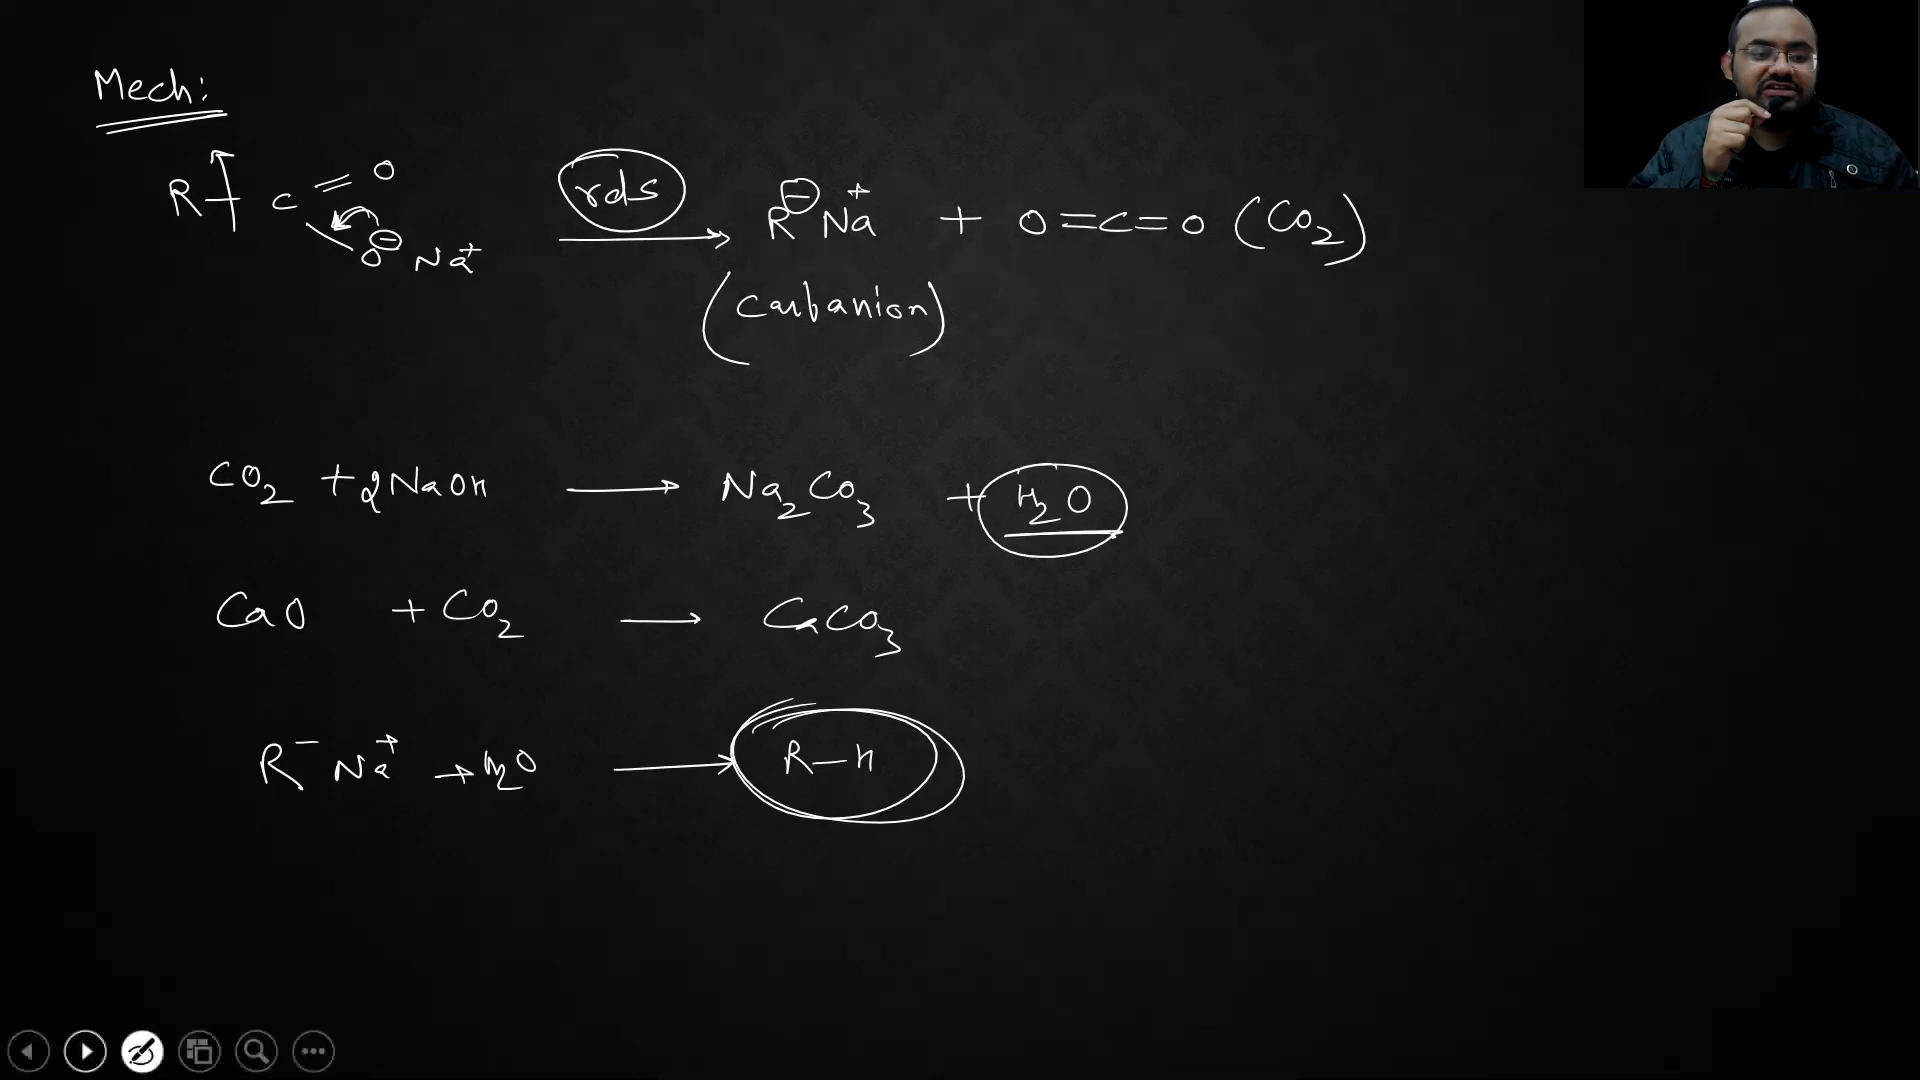 Mech:
R – C = O
O⊖ Na⁺
rds
R⊖ Na⁺ + O=C=O (CO₂)
(Carbanion)
CO₂ + 2NaOH ⟶ Na₂CO₃ + H₂O
CaO + CO₂ ⟶ CaCO₃
R⁻ Na⁺ + H₂O ⟶ R–H